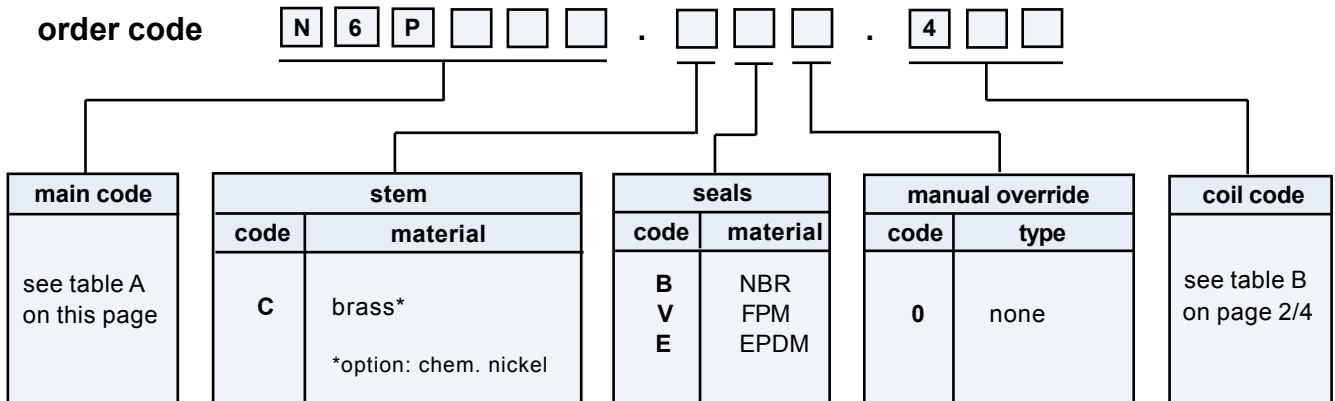 order code N 6 P . . 4
main code stem seals manual override coil code
code material code material code type
see table A on this page
C brass*
*option: chem. nickel
B NBR
V FPM
E EPDM
0 none
see table B on page 2/4